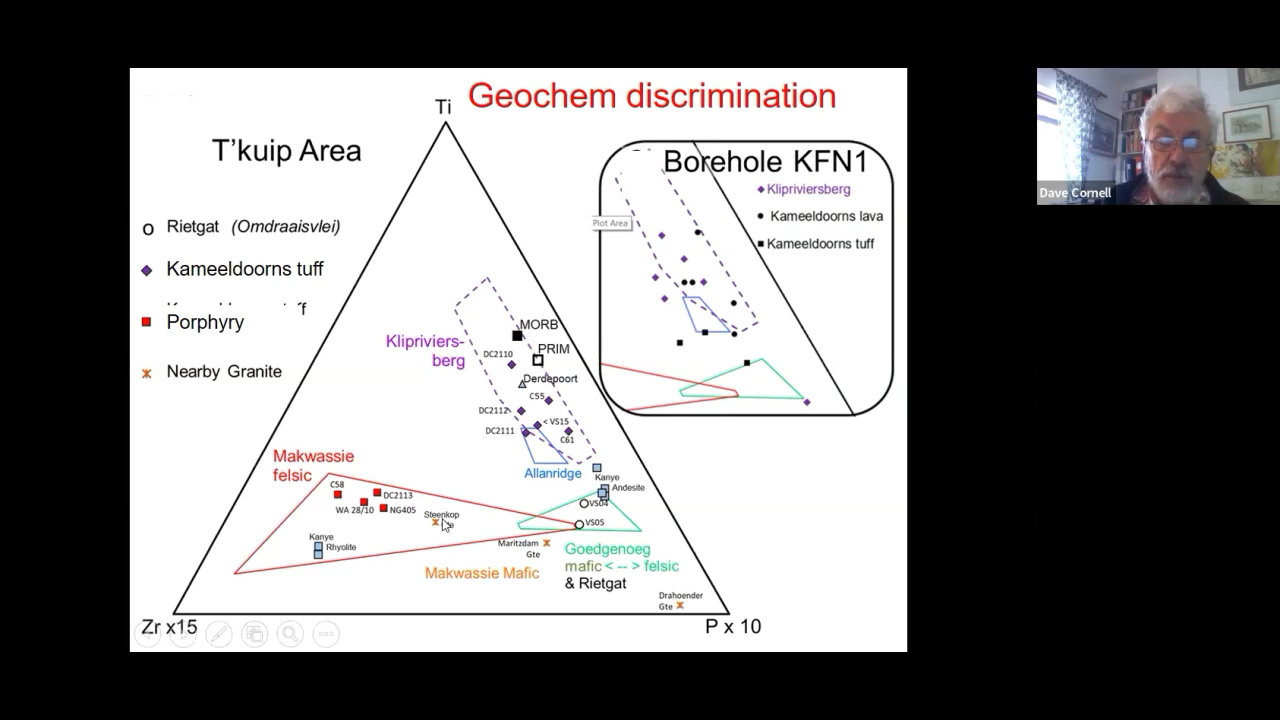 Geochem discrimination
Ti
T'kuip Area
Rietgat (Omdraaisvlei)
Kameeldoorns tuff
Porphyry
Nearby Granite
Borehole KFN1
Klipriviersberg
Kameeldoorns lava
Kameeldoorns tuff
Plot Area
Klipriviers-
berg
MORB
PRIM
DC2110
Derdepoort
C55
DC2112
< VS15
DC2111
C61
Allanridge
Makwassie
felsic
C58
DC2113
WA 28/10
NG405
Steenkop
Kanye
Rhyolite
Kanye
Andesite
VS04
VS05
Maritzdam
Gte
Goedgenoeg
mafic < -- > felsic
& Rietgat
Makwassie Mafic
Drahoender
Gte
Zr x15
P x 10
Dave Cornell